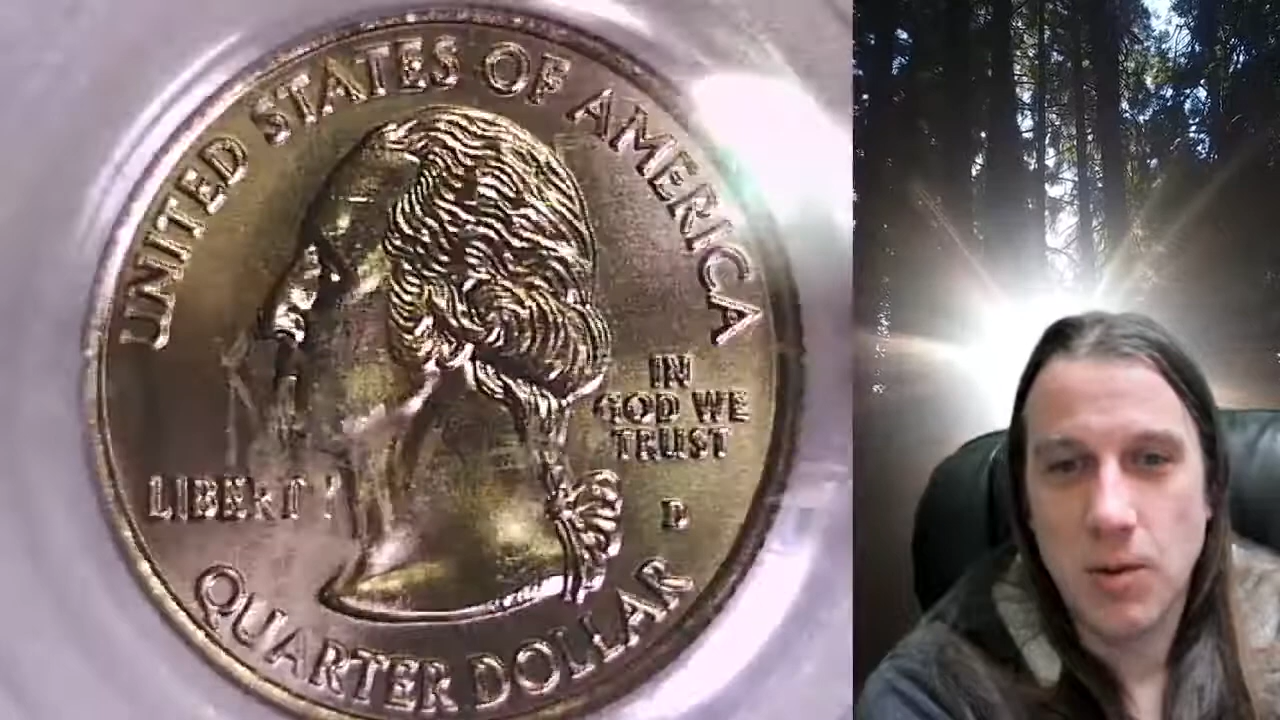 UNITED STATES OF AMERICA
IN
GOD WE
TRUST
LIBERTY
D
QUARTER DOLLAR